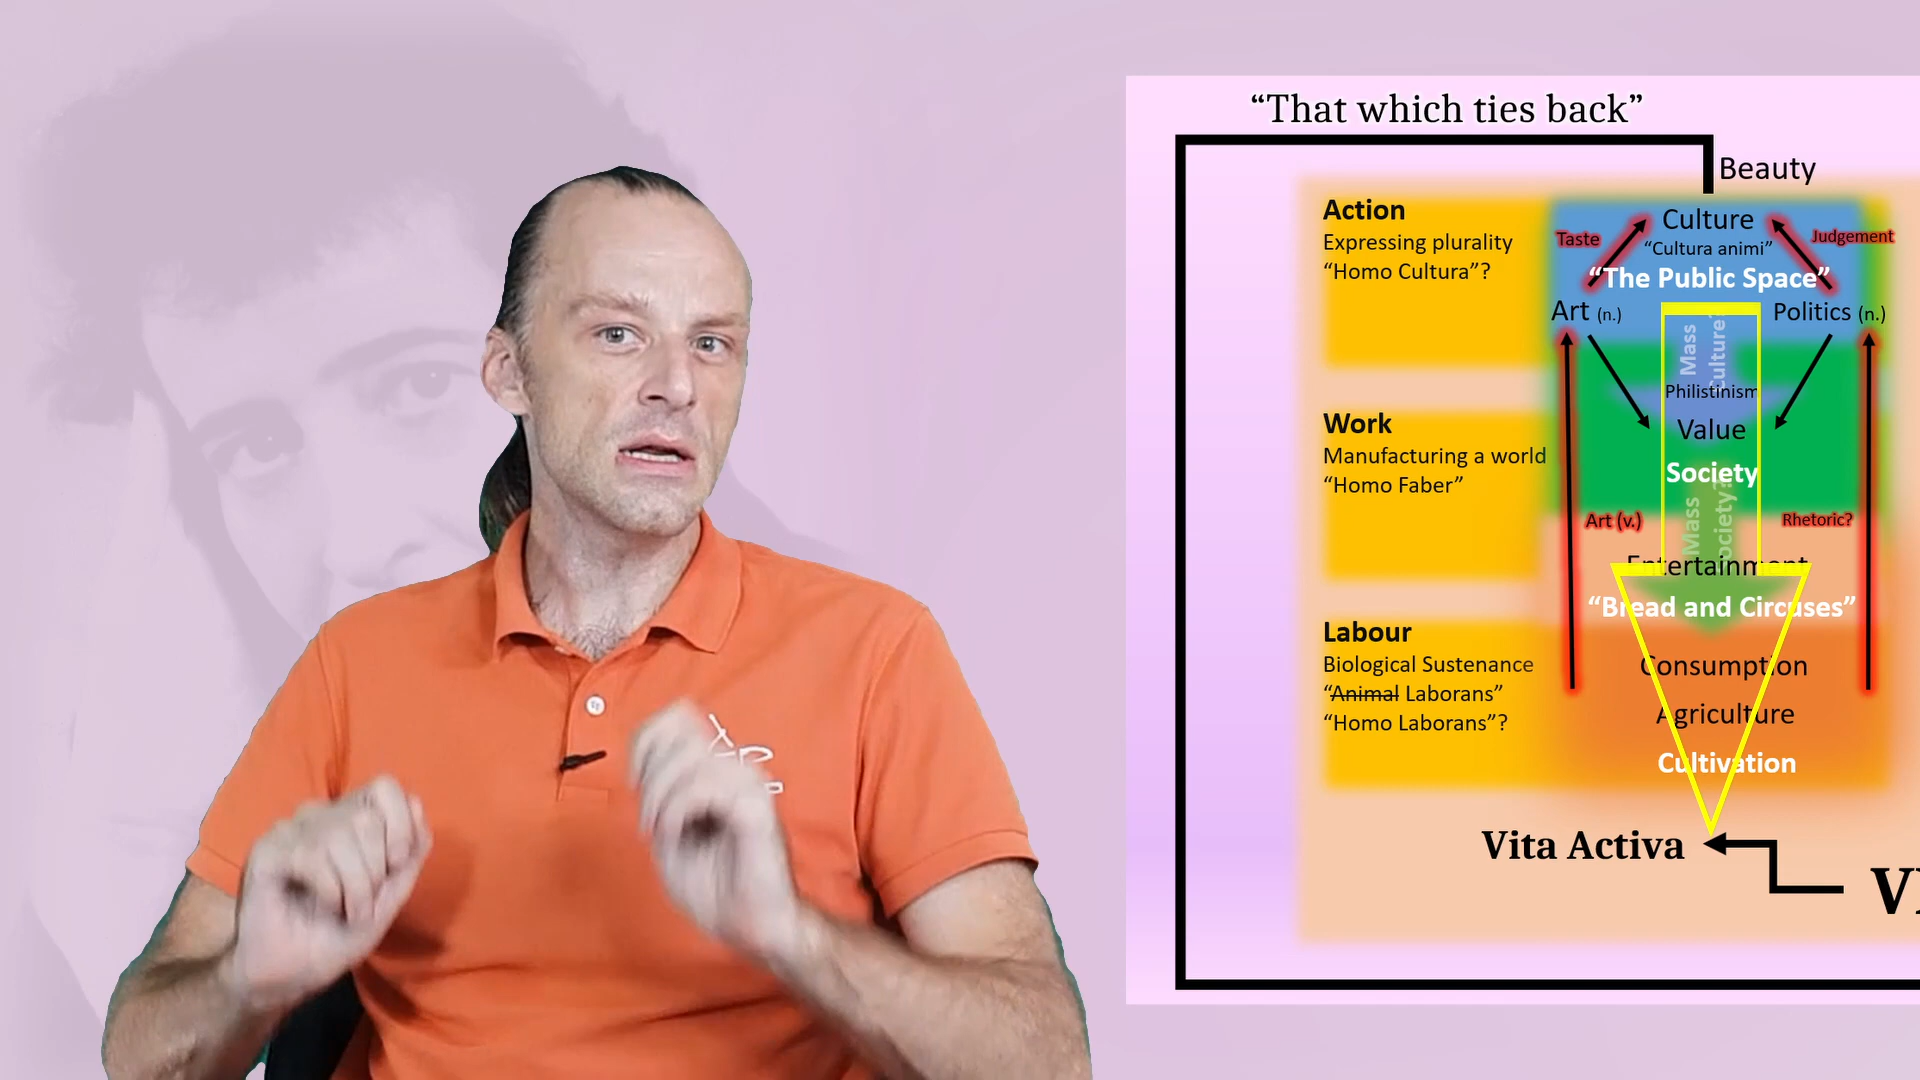 “That which ties back”
Beauty
Action
Expressing plurality
“Homo Cultura”?
Taste
Culture
Judgement
“Cultura animi”
“The Public Space”
Art (n.)
Politics (n.)
Mass
Culture?
Philistinism
Value
Work
Manufacturing a world
“Homo Faber”
Society
Mass
Society?
Art (v.)
Rhetoric?
Entertainment
“Bread and Circuses”
Labour
Biological Sustenance
“Animal Laborans”
“Homo Laborans”?
Consumption
Agriculture
Cultivation
Vita Activa